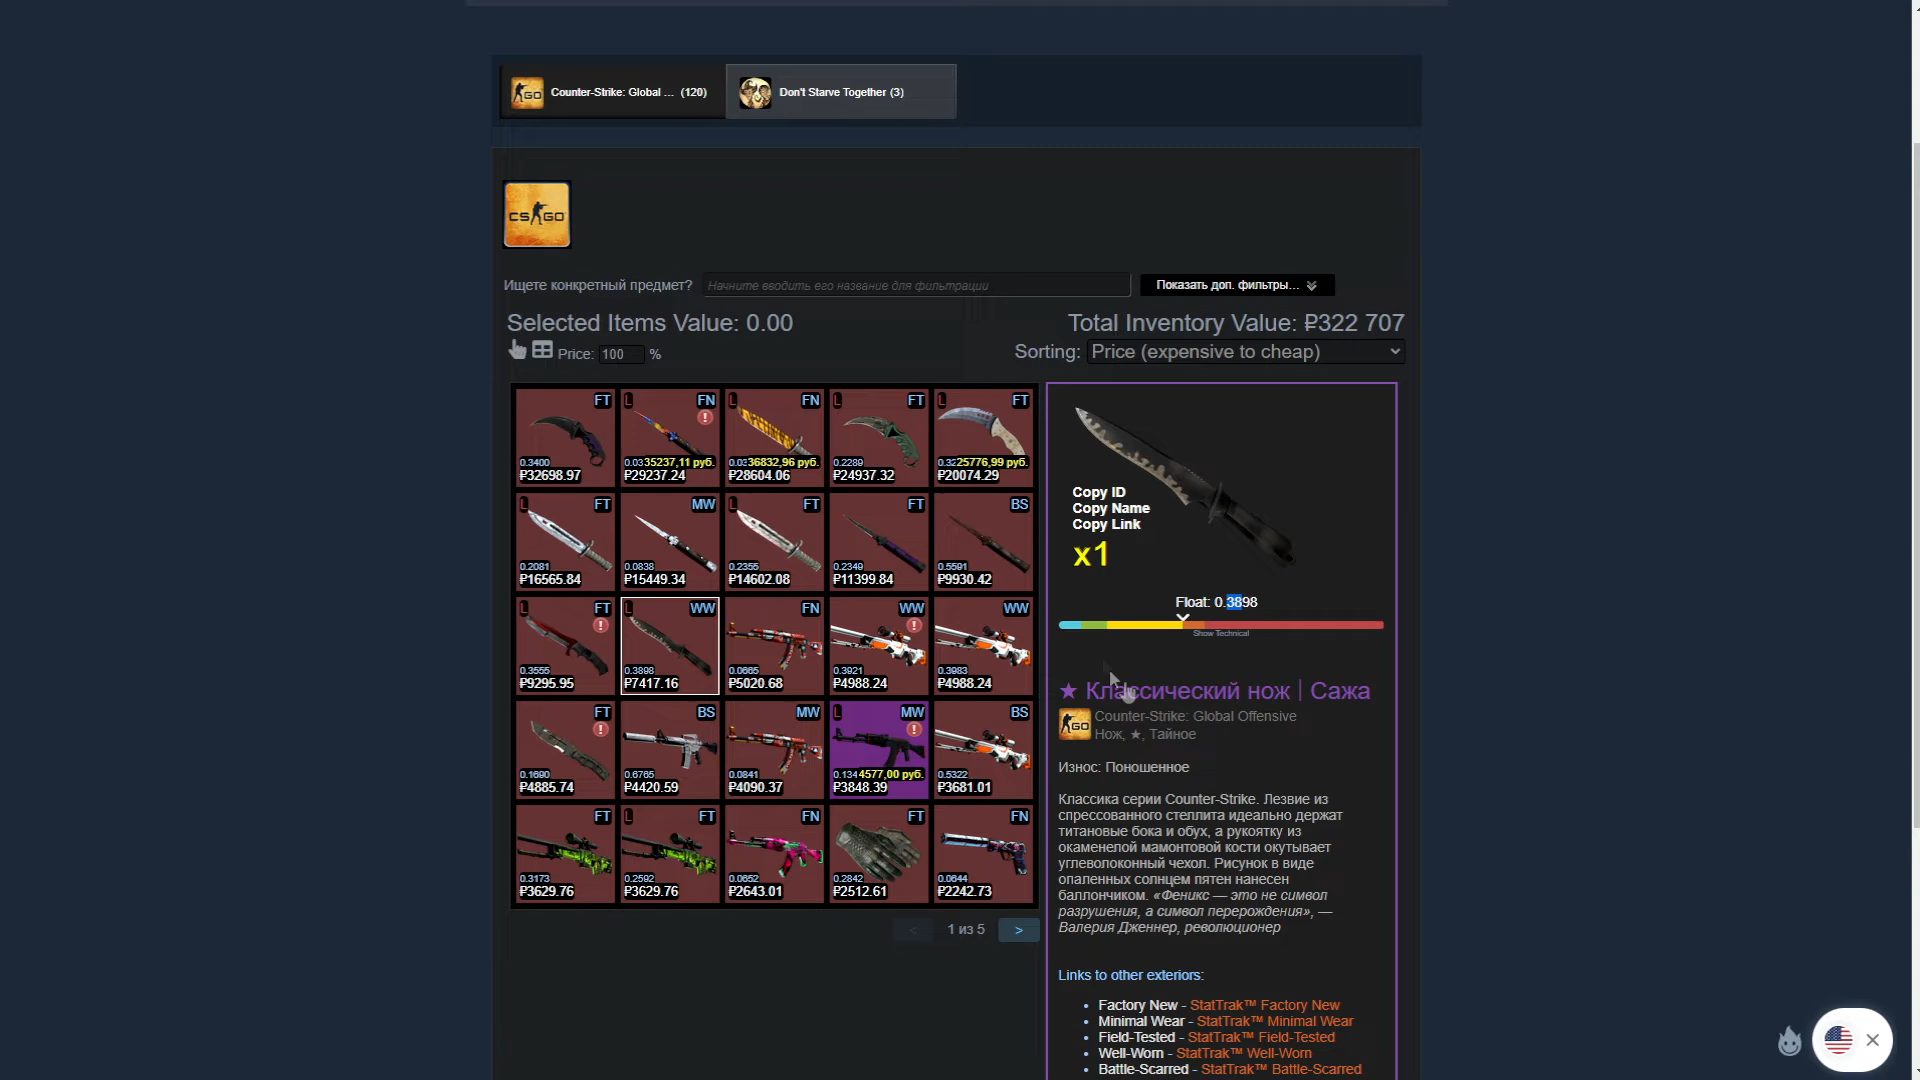 Counter-Strike: Global ... (120)
Don't Starve Together (3)
CS GO
Ищете конкретный предмет?
Начните вводить его название для фильтрации
Показать доп. фильтры...
Selected Items Value: 0.00
Total Inventory Value: ₽322 707
Price: 100 %
Sorting: Price (expensive to cheap)
FT
L FN
L FN
L FT
L FT
0.3400
0.03 35237,11 руб.
0.03 36832,96 руб.
0.2289
0.32 25776,99 руб.
₽32698.97
₽29237.24
₽28604.06
₽24937.32
₽20074.29
L FT
MW
L FT
FT
BS
0.2081
0.0838
0.2355
0.2349
0.5591
₽16565.84
₽15449.34
₽14602.08
₽11399.84
₽9930.42
L FT
L WW
FN
WW
WW
0.3555
0.3898
0.0665
0.3921
0.3983
₽9295.95
₽7417.16
₽5020.68
₽4988.24
₽4988.24
FT
BS
MW
L MW
BS
0.1690
0.6765
0.0841
0.134 4577,00 руб.
0.5322
₽4885.74
₽4420.59
₽4090.37
₽3848.39
₽3681.01
FT
L FT
FN
FT
FN
0.3173
0.2592
0.0652
0.2842
0.0644
₽3629.76
₽3629.76
₽2643.01
₽2512.61
₽2242.73
< 1 из 5 >
Copy ID
Copy Name
Copy Link
x1
Float: 0.3898
Show Technical
★ Классический нож | Сажа
GO
Counter-Strike: Global Offensive
Нож, ★, Тайное
Износ: Поношенное
Классика серии Counter-Strike. Лезвие из
спрессованного стеллита идеально держат
титановые бока и обух, а рукоятку из
окаменелой мамонтовой кости окутывает
углеволоконный чехол. Рисунок в виде
опаленных солнцем пятен нанесен
баллончиком. «Феникс — это не символ
разрушения, а символ перерождения», —
Валерия Дженнер, революционер
Links to other exteriors:
• Factory New - StatTrak™ Factory New
• Minimal Wear - StatTrak™ Minimal Wear
• Field-Tested - StatTrak™ Field-Tested
• Well-Worn - StatTrak™ Well-Worn
• Battle-Scarred - StatTrak™ Battle-Scarred